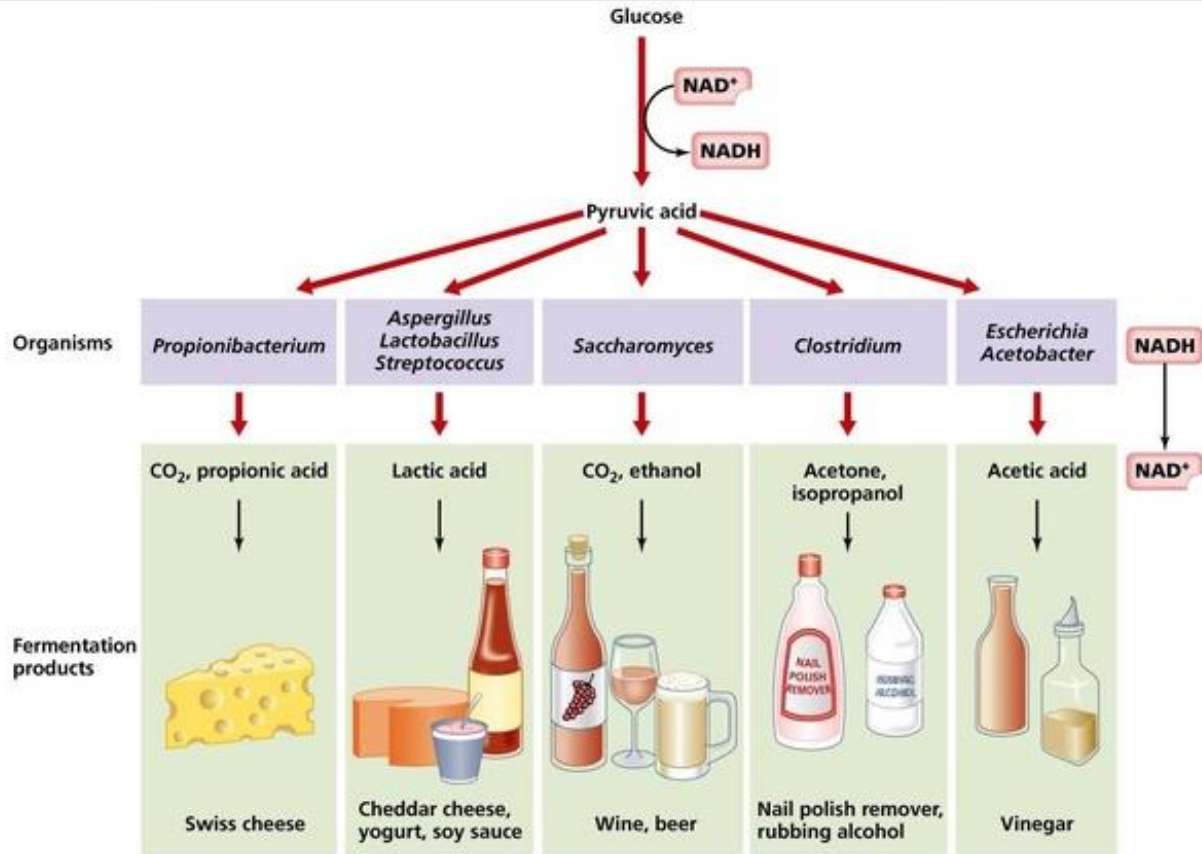 Glucose
NAD⁺
NADH
Pyruvic acid
Organisms
Propionibacterium
Aspergillus
Lactobacillus
Streptococcus
Saccharomyces
Clostridium
Escherichia
Acetobacter
NADH
NAD⁺
CO₂, propionic acid
Lactic acid
CO₂, ethanol
Acetone,
isopropanol
Acetic acid
Fermentation
products
NAIL
POLISH
REMOVER
RUBBING
ALCOHOL
Swiss cheese
Cheddar cheese,
yogurt, soy sauce
Wine, beer
Nail polish remover,
rubbing alcohol
Vinegar